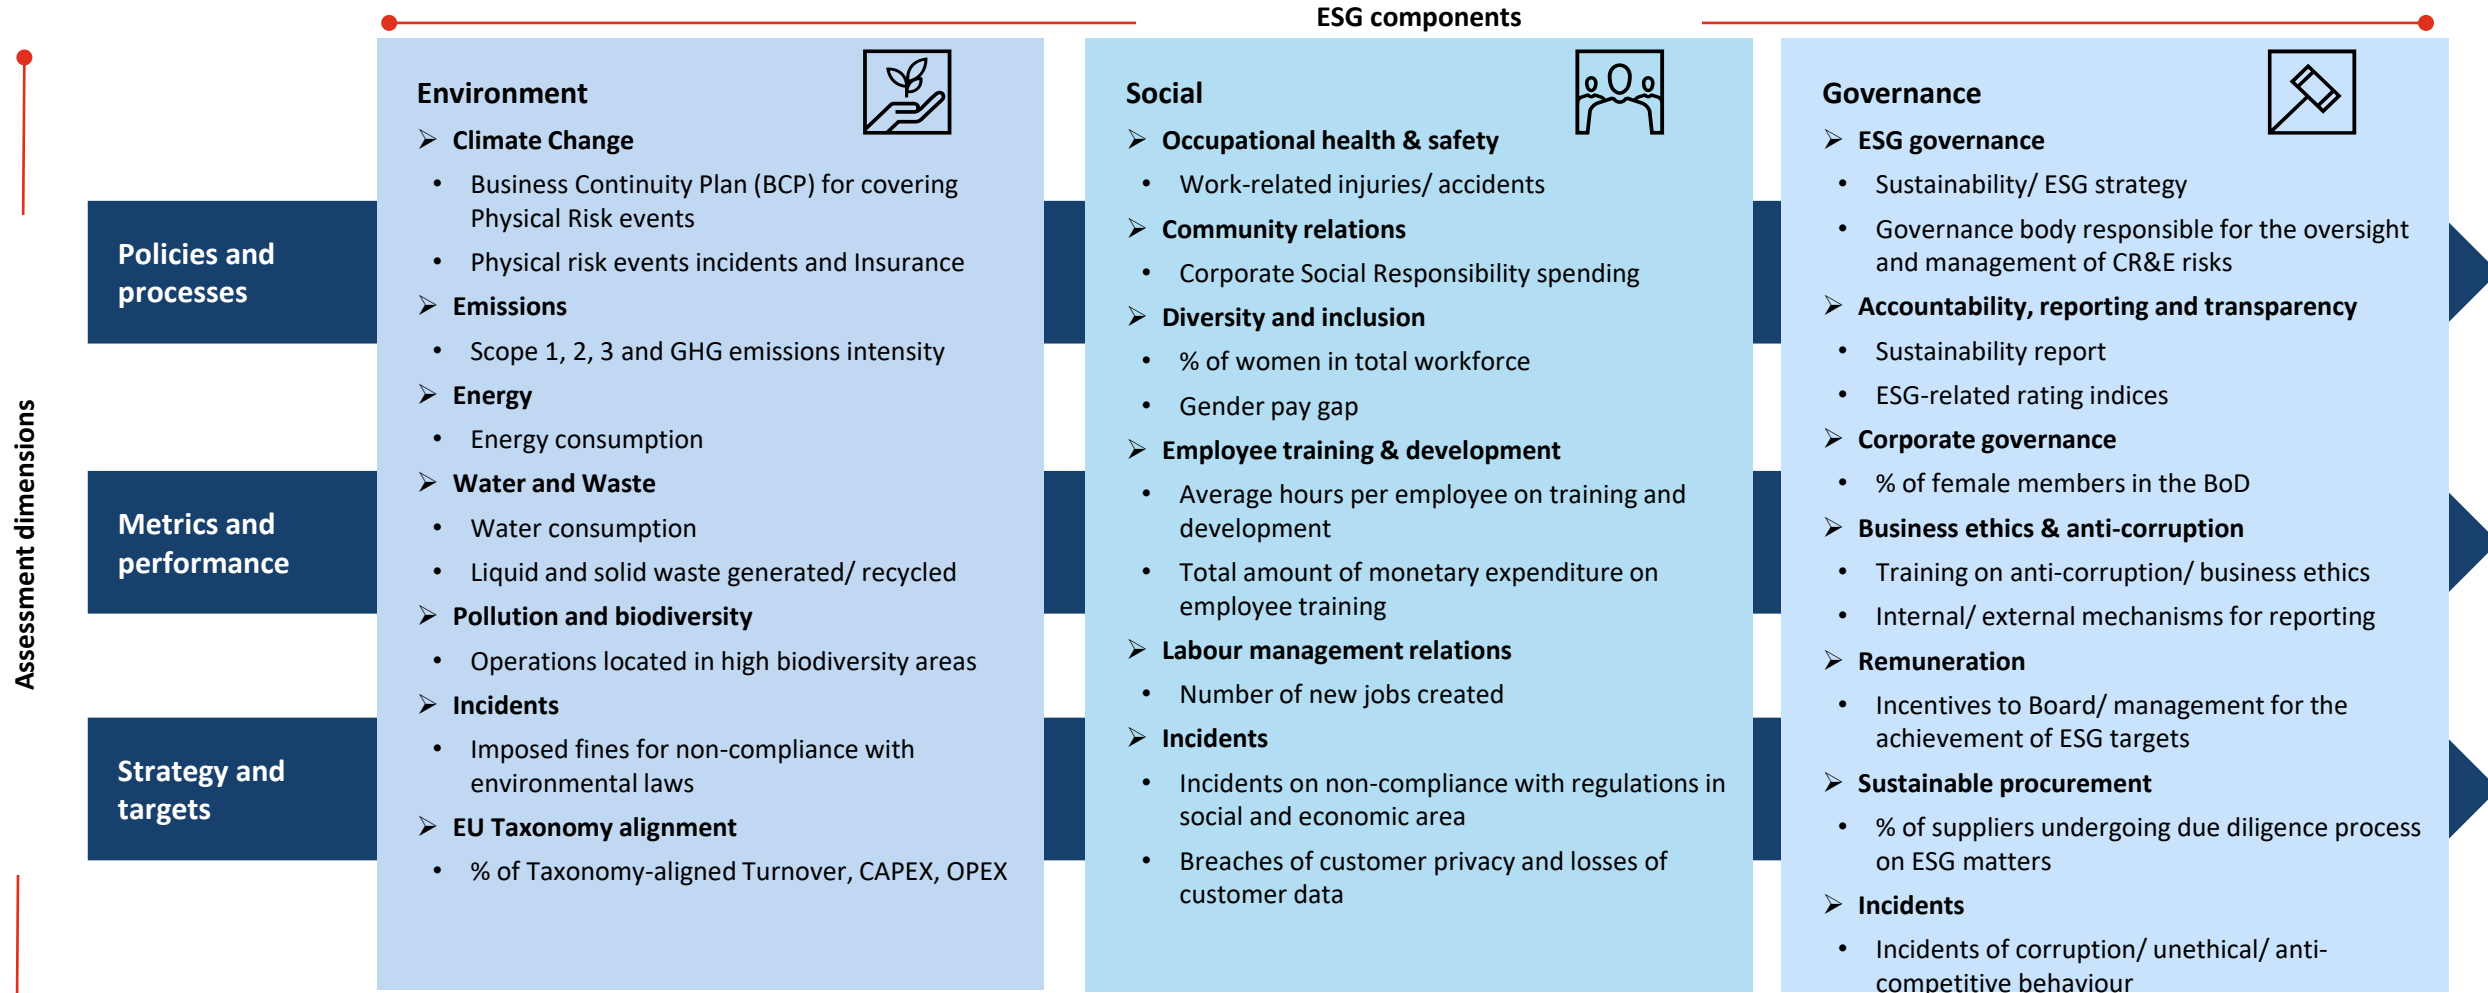 ESG components
Assessment dimensions
Policies and
processes
Metrics and
performance
Strategy and
targets
Environment
➢ Climate Change
• Business Continuity Plan (BCP) for covering
Physical Risk events
• Physical risk events incidents and Insurance
➢ Emissions
• Scope 1, 2, 3 and GHG emissions intensity
➢ Energy
• Energy consumption
➢ Water and Waste
• Water consumption
• Liquid and solid waste generated/ recycled
➢ Pollution and biodiversity
• Operations located in high biodiversity areas
➢ Incidents
• Imposed fines for non-compliance with
environmental laws
➢ EU Taxonomy alignment
• % of Taxonomy-aligned Turnover, CAPEX, OPEX
Social
➢ Occupational health & safety
• Work-related injuries/ accidents
➢ Community relations
• Corporate Social Responsibility spending
➢ Diversity and inclusion
• % of women in total workforce
• Gender pay gap
➢ Employee training & development
• Average hours per employee on training and
development
• Total amount of monetary expenditure on
employee training
➢ Labour management relations
• Number of new jobs created
➢ Incidents
• Incidents on non-compliance with regulations in
social and economic area
• Breaches of customer privacy and losses of
customer data
Governance
➢ ESG governance
• Sustainability/ ESG strategy
• Governance body responsible for the oversight
and management of CR&E risks
➢ Accountability, reporting and transparency
• Sustainability report
• ESG-related rating indices
➢ Corporate governance
• % of female members in the BoD
➢ Business ethics & anti-corruption
• Training on anti-corruption/ business ethics
• Internal/ external mechanisms for reporting
➢ Remuneration
• Incentives to Board/ management for the
achievement of ESG targets
➢ Sustainable procurement
• % of suppliers undergoing due diligence process
on ESG matters
➢ Incidents
• Incidents of corruption/ unethical/ anti-
competitive behaviour